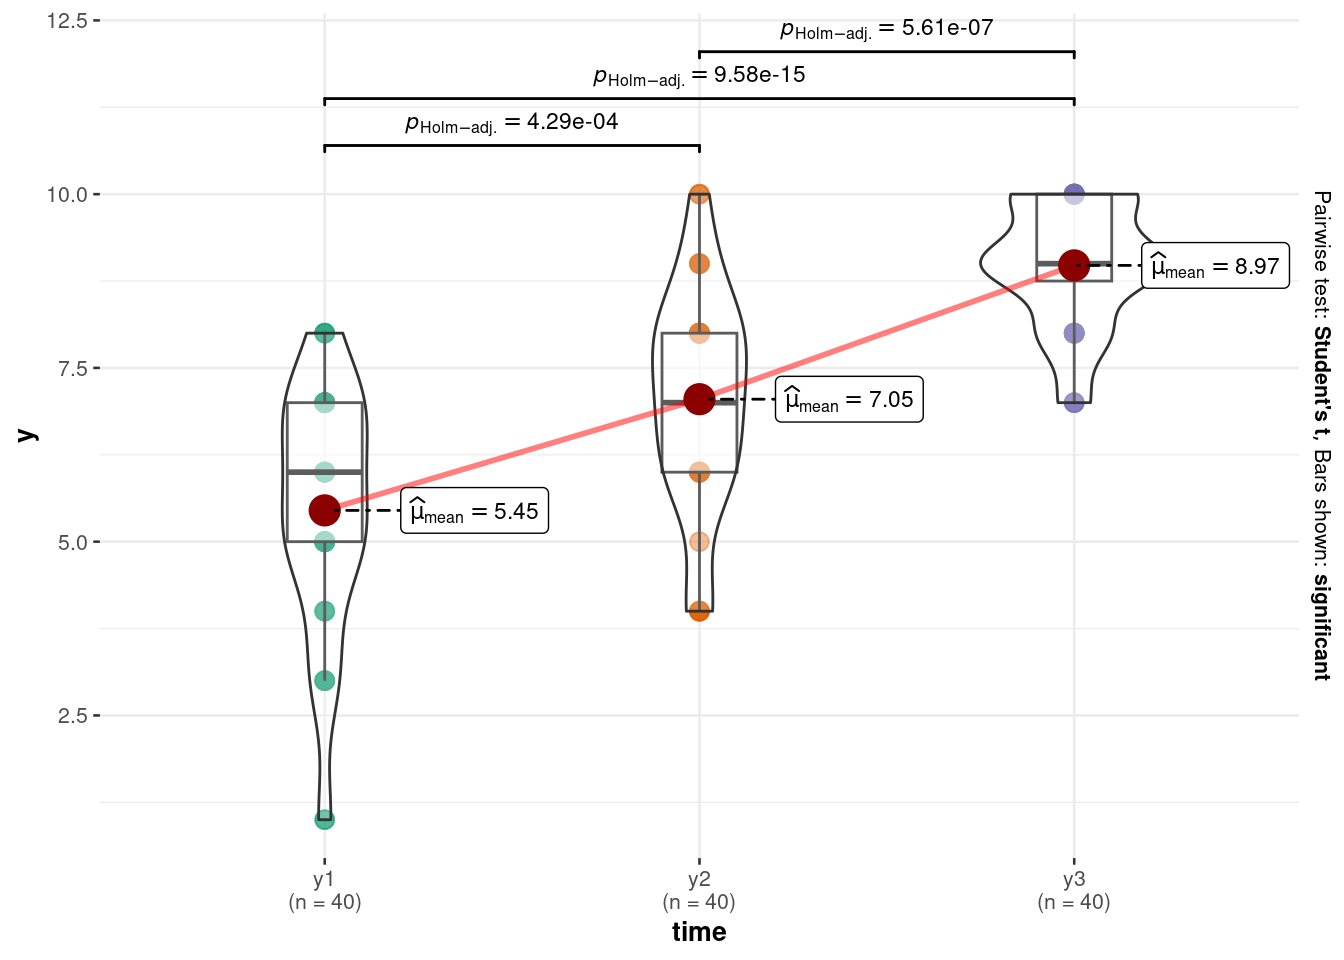 12.5
10.0
7.5
5.0
2.5
y
pHolm−adj. = 5.61e-07
pHolm−adj. = 9.58e-15
pHolm−adj. = 4.29e-04
μ̂mean = 8.97
μ̂mean = 7.05
μ̂mean = 5.45
y1
(n = 40)
y2
(n = 40)
y3
(n = 40)
time
Pairwise test: Student's t, Bars shown: significant